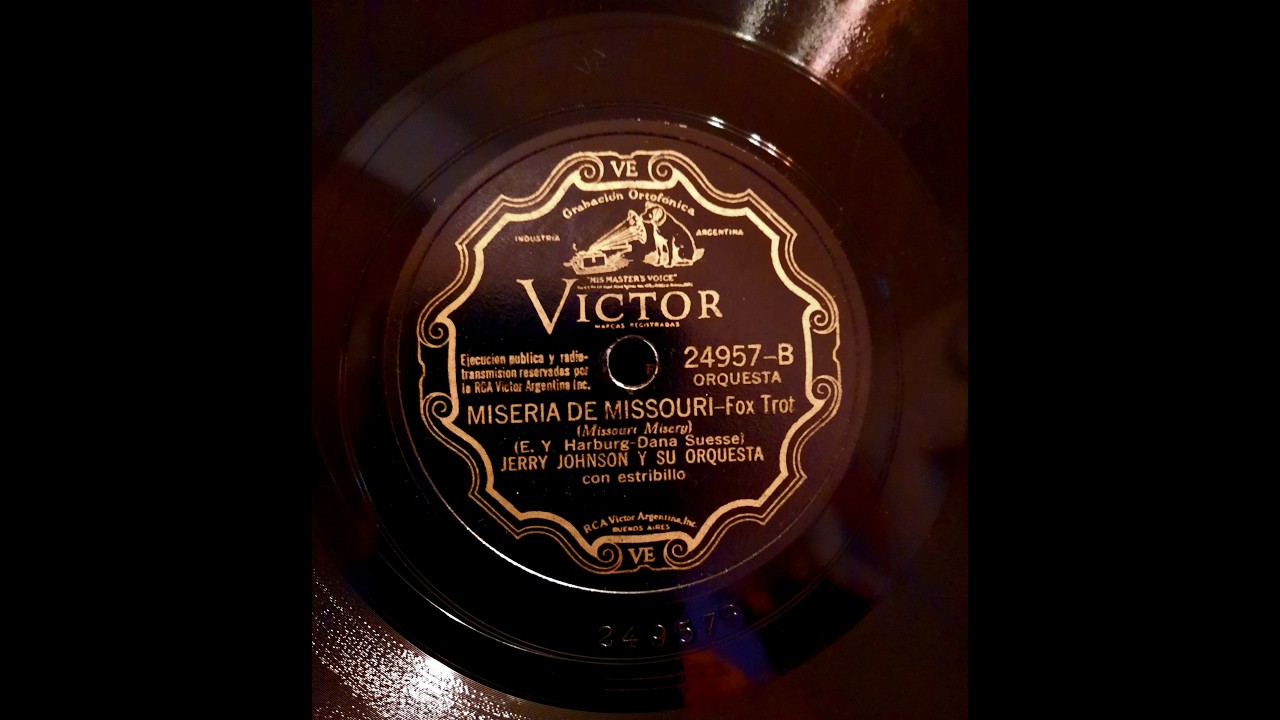 VE
Grabación Ortofónica
INDUSTRIA ARGENTINA
"HIS MASTER'S VOICE"
VICTOR
MARCAS REGISTRADAS
Ejecucion publica y radio-
transmision reservadas por
la RCA Victor Argentina Inc.
24957-B
ORQUESTA
MISERIA DE MISSOURI-Fox Trot
(Missouri Misery)
(E. Y Harburg-Dana Suesse)
JERRY JOHNSON Y SU ORQUESTA
con estribillo
RCA Victor Argentina, Inc.
BUENOS AIRES
VE